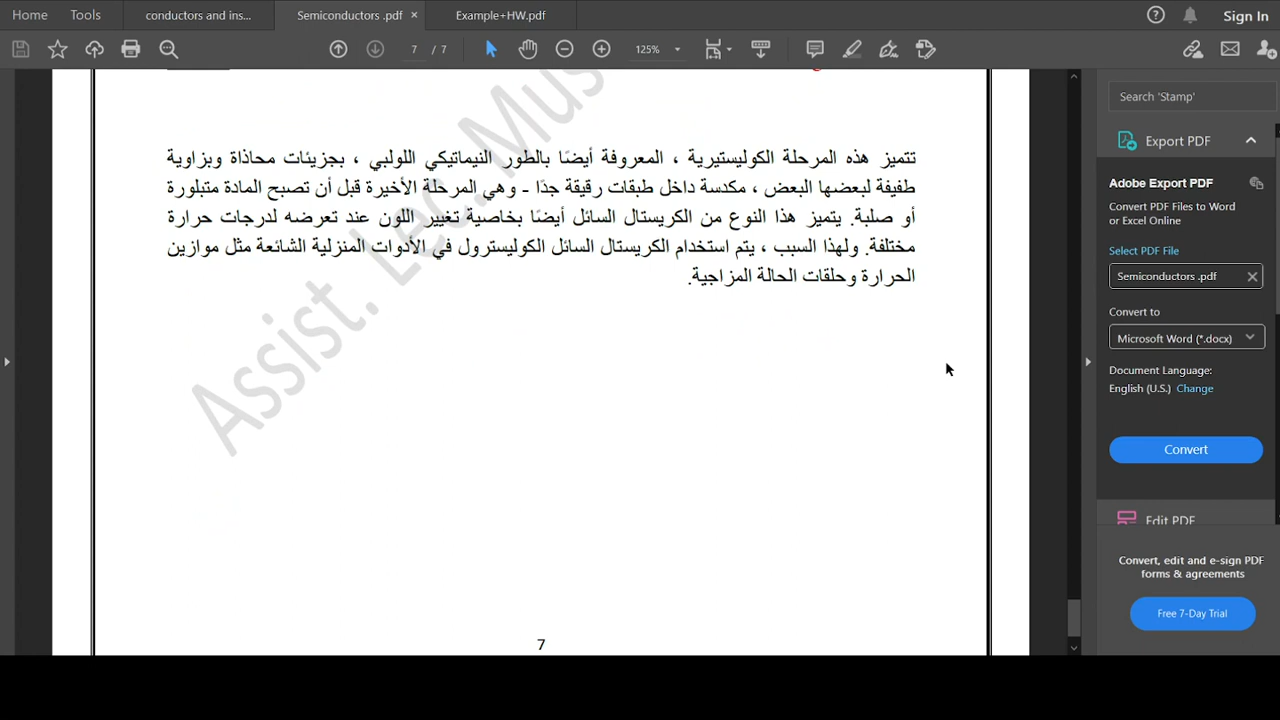 Home
Tools
conductors and ins...
Semiconductors .pdf ×
Example+HW.pdf
Sign In
7 / 7
125%
Assist. Lec. Mus
تتميز هذه المرحلة الكوليستيرية ، المعروفة أيضًا بالطور النيماتيكي اللولبي ، بجزيئات محاذاة وبزاوية
طفيفة لبعضها البعض ، مكدسة داخل طبقات رقيقة جدًا - وهي المرحلة الأخيرة قبل أن تصبح المادة متبلورة
أو صلبة. يتميز هذا النوع من الكريستال السائل أيضًا بخاصية تغيير اللون عند تعرضه لدرجات حرارة
مختلفة. ولهذا السبب ، يتم استخدام الكريستال السائل الكوليسترول في الأدوات المنزلية الشائعة مثل موازين
الحرارة وحلقات الحالة المزاجية.
7
Search 'Stamp'
Export PDF
Adobe Export PDF
Convert PDF Files to Word
or Excel Online
Select PDF File
Semiconductors .pdf
Convert to
Microsoft Word (*.docx)
Document Language:
English (U.S.) Change
Convert
Edit PDF
Convert, edit and e-sign PDF
forms & agreements
Free 7-Day Trial